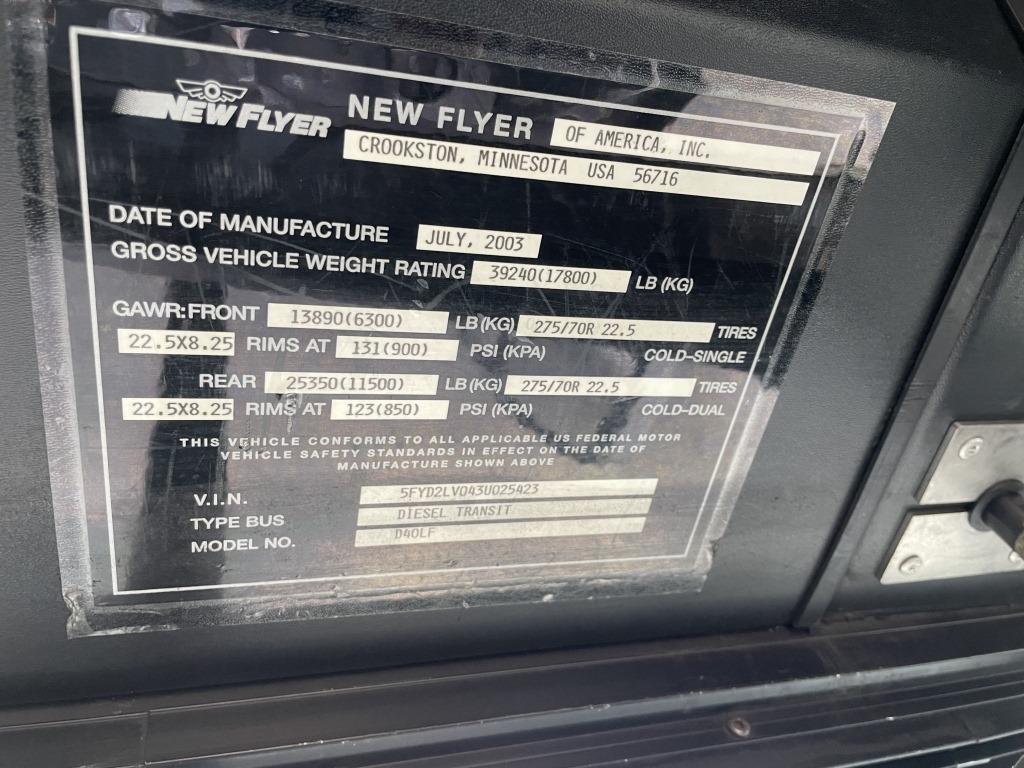 NEW FLYER NEW FLYER OF AMERICA, INC.
CROOKSTON, MINNESOTA USA 56716
DATE OF MANUFACTURE JULY, 2003
GROSS VEHICLE WEIGHT RATING 39240(17800) LB (KG)
GAWR: FRONT 13890(6300) LB (KG) 275/70R 22.5 TIRES
22.5X8.25 RIMS AT 131(900) PSI (KPA) COLD-SINGLE
REAR 25350(11500) LB (KG) 275/70R 22.5 TIRES
22.5X8.25 RIMS AT 123(850) PSI (KPA) COLD-DUAL
THIS VEHICLE CONFORMS TO ALL APPLICABLE US FEDERAL MOTOR
VEHICLE SAFETY STANDARDS IN EFFECT ON THE DATE OF
MANUFACTURE SHOWN ABOVE
V.I.N. 5FYD2LV043U025423
TYPE BUS DIESEL TRANSIT
MODEL NO. D40LF